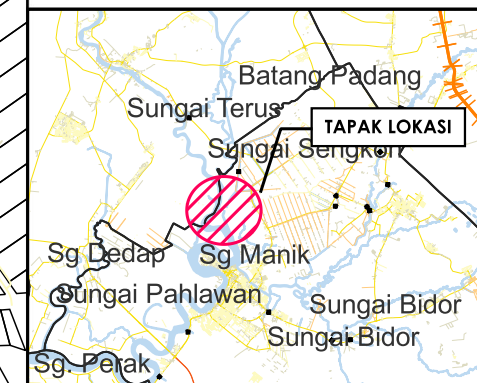 Batang Padang
Sungai Terus
TAPAK LOKASI
Sungai Sengkoh
Sg Dedap
Sg Manik
Sungai Pahlawan
Sungai Bidor
Sungai Bidor
Sg. Perak